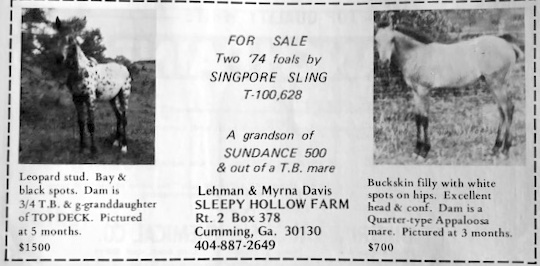 FOR SALE
Two '74 foals by
SINGPORE SLING
T-100,628
A grandson of
SUNDANCE 500
& out of a T.B. mare
Leopard stud. Bay &
black spots. Dam is
3/4 T.B. & g-granddaughter
of TOP DECK. Pictured
at 5 months.
$1500
Lehman & Myrna Davis
SLEEPY HOLLOW FARM
Rt. 2 Box 378
Cumming, Ga. 30130
404-887-2649
Buckskin filly with white
spots on hips. Excellent
head & conf. Dam is a
Quarter-type Appaloosa
mare. Pictured at 3 months.
$700